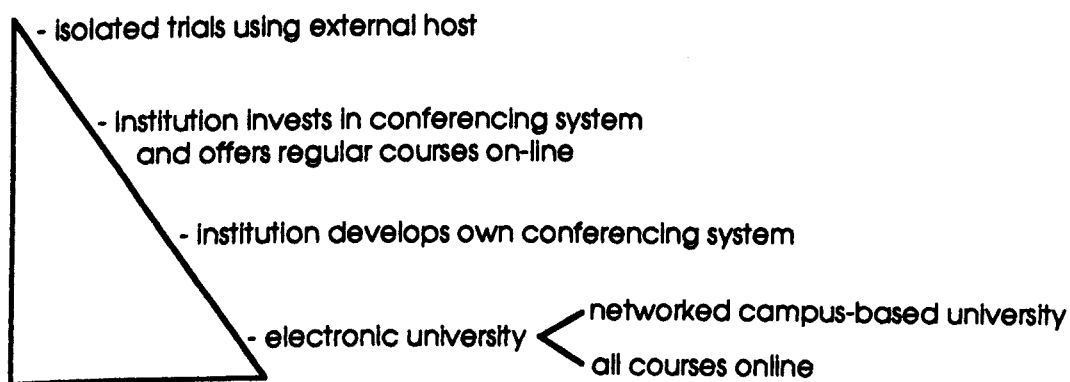 - isolated trials using external host
- institution invests in conferencing system
and offers regular courses on-line
- institution develops own conferencing system
- electronic university
networked campus-based university
all courses online